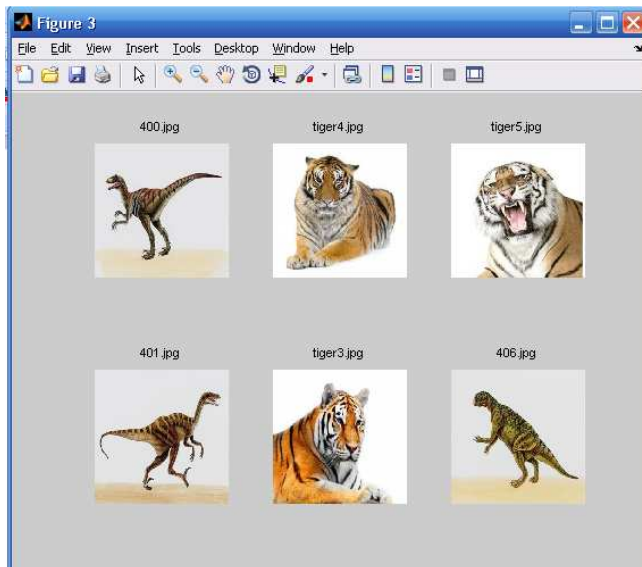 Figure 3
File Edit View Insert Tools Desktop Window Help
400.jpg tiger4.jpg tiger5.jpg
401.jpg tiger3.jpg 406.jpg